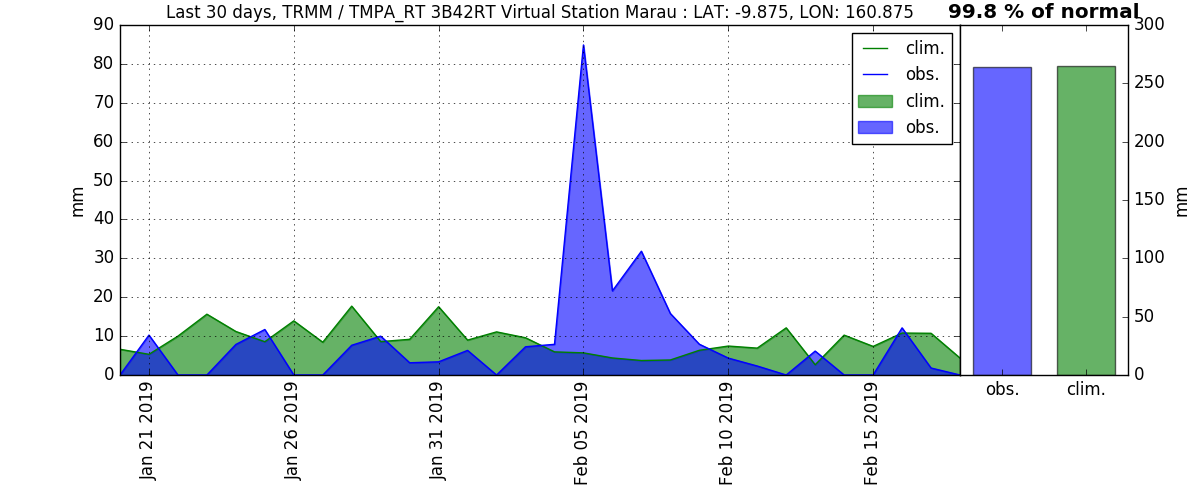 Last 30 days, TRMM / TMPA_RT 3B42RT Virtual Station Marau : LAT: -9.875, LON: 160.875
99.8 % of normal
90
80
70
60
50
40
30
20
10
0
mm
clim.
obs.
clim.
obs.
300
250
200
150
100
50
0
mm
obs.
clim.
Jan 21 2019
Jan 26 2019
Jan 31 2019
Feb 05 2019
Feb 10 2019
Feb 15 2019